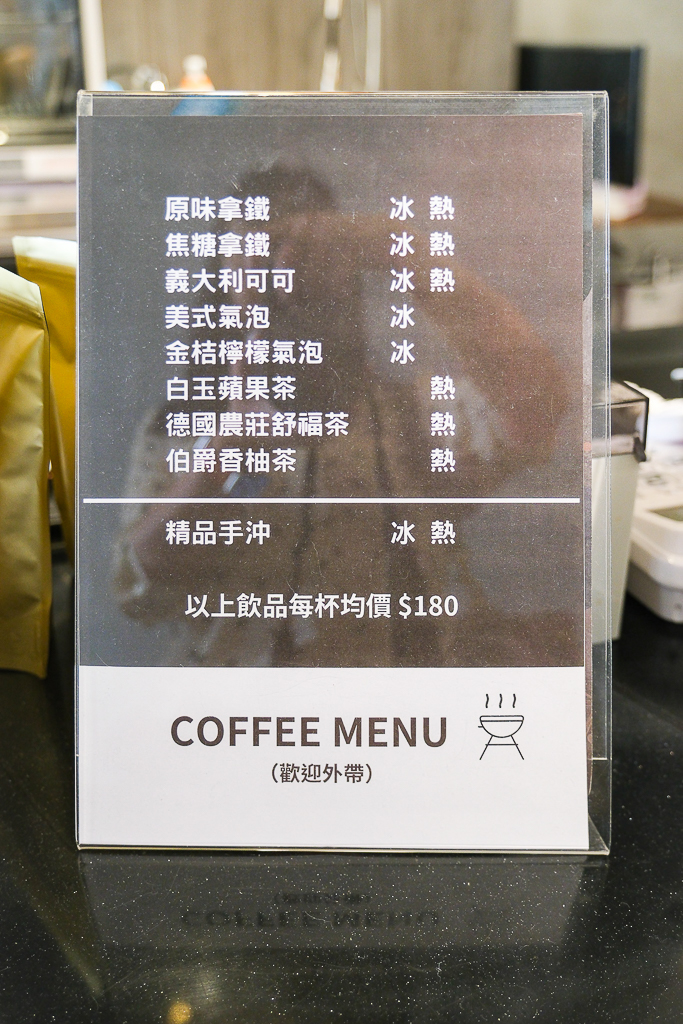 原味拿鐵 冰 熱
焦糖拿鐵 冰 熱
義大利可可 冰 熱
美式氣泡 冰
金桔檸檬氣泡 冰
白玉蘋果茶 熱
德國農莊舒福茶 熱
伯爵香柚茶 熱
精品手沖 冰 熱
以上飲品每杯均價 $180
COFFEE MENU
(歡迎外帶)